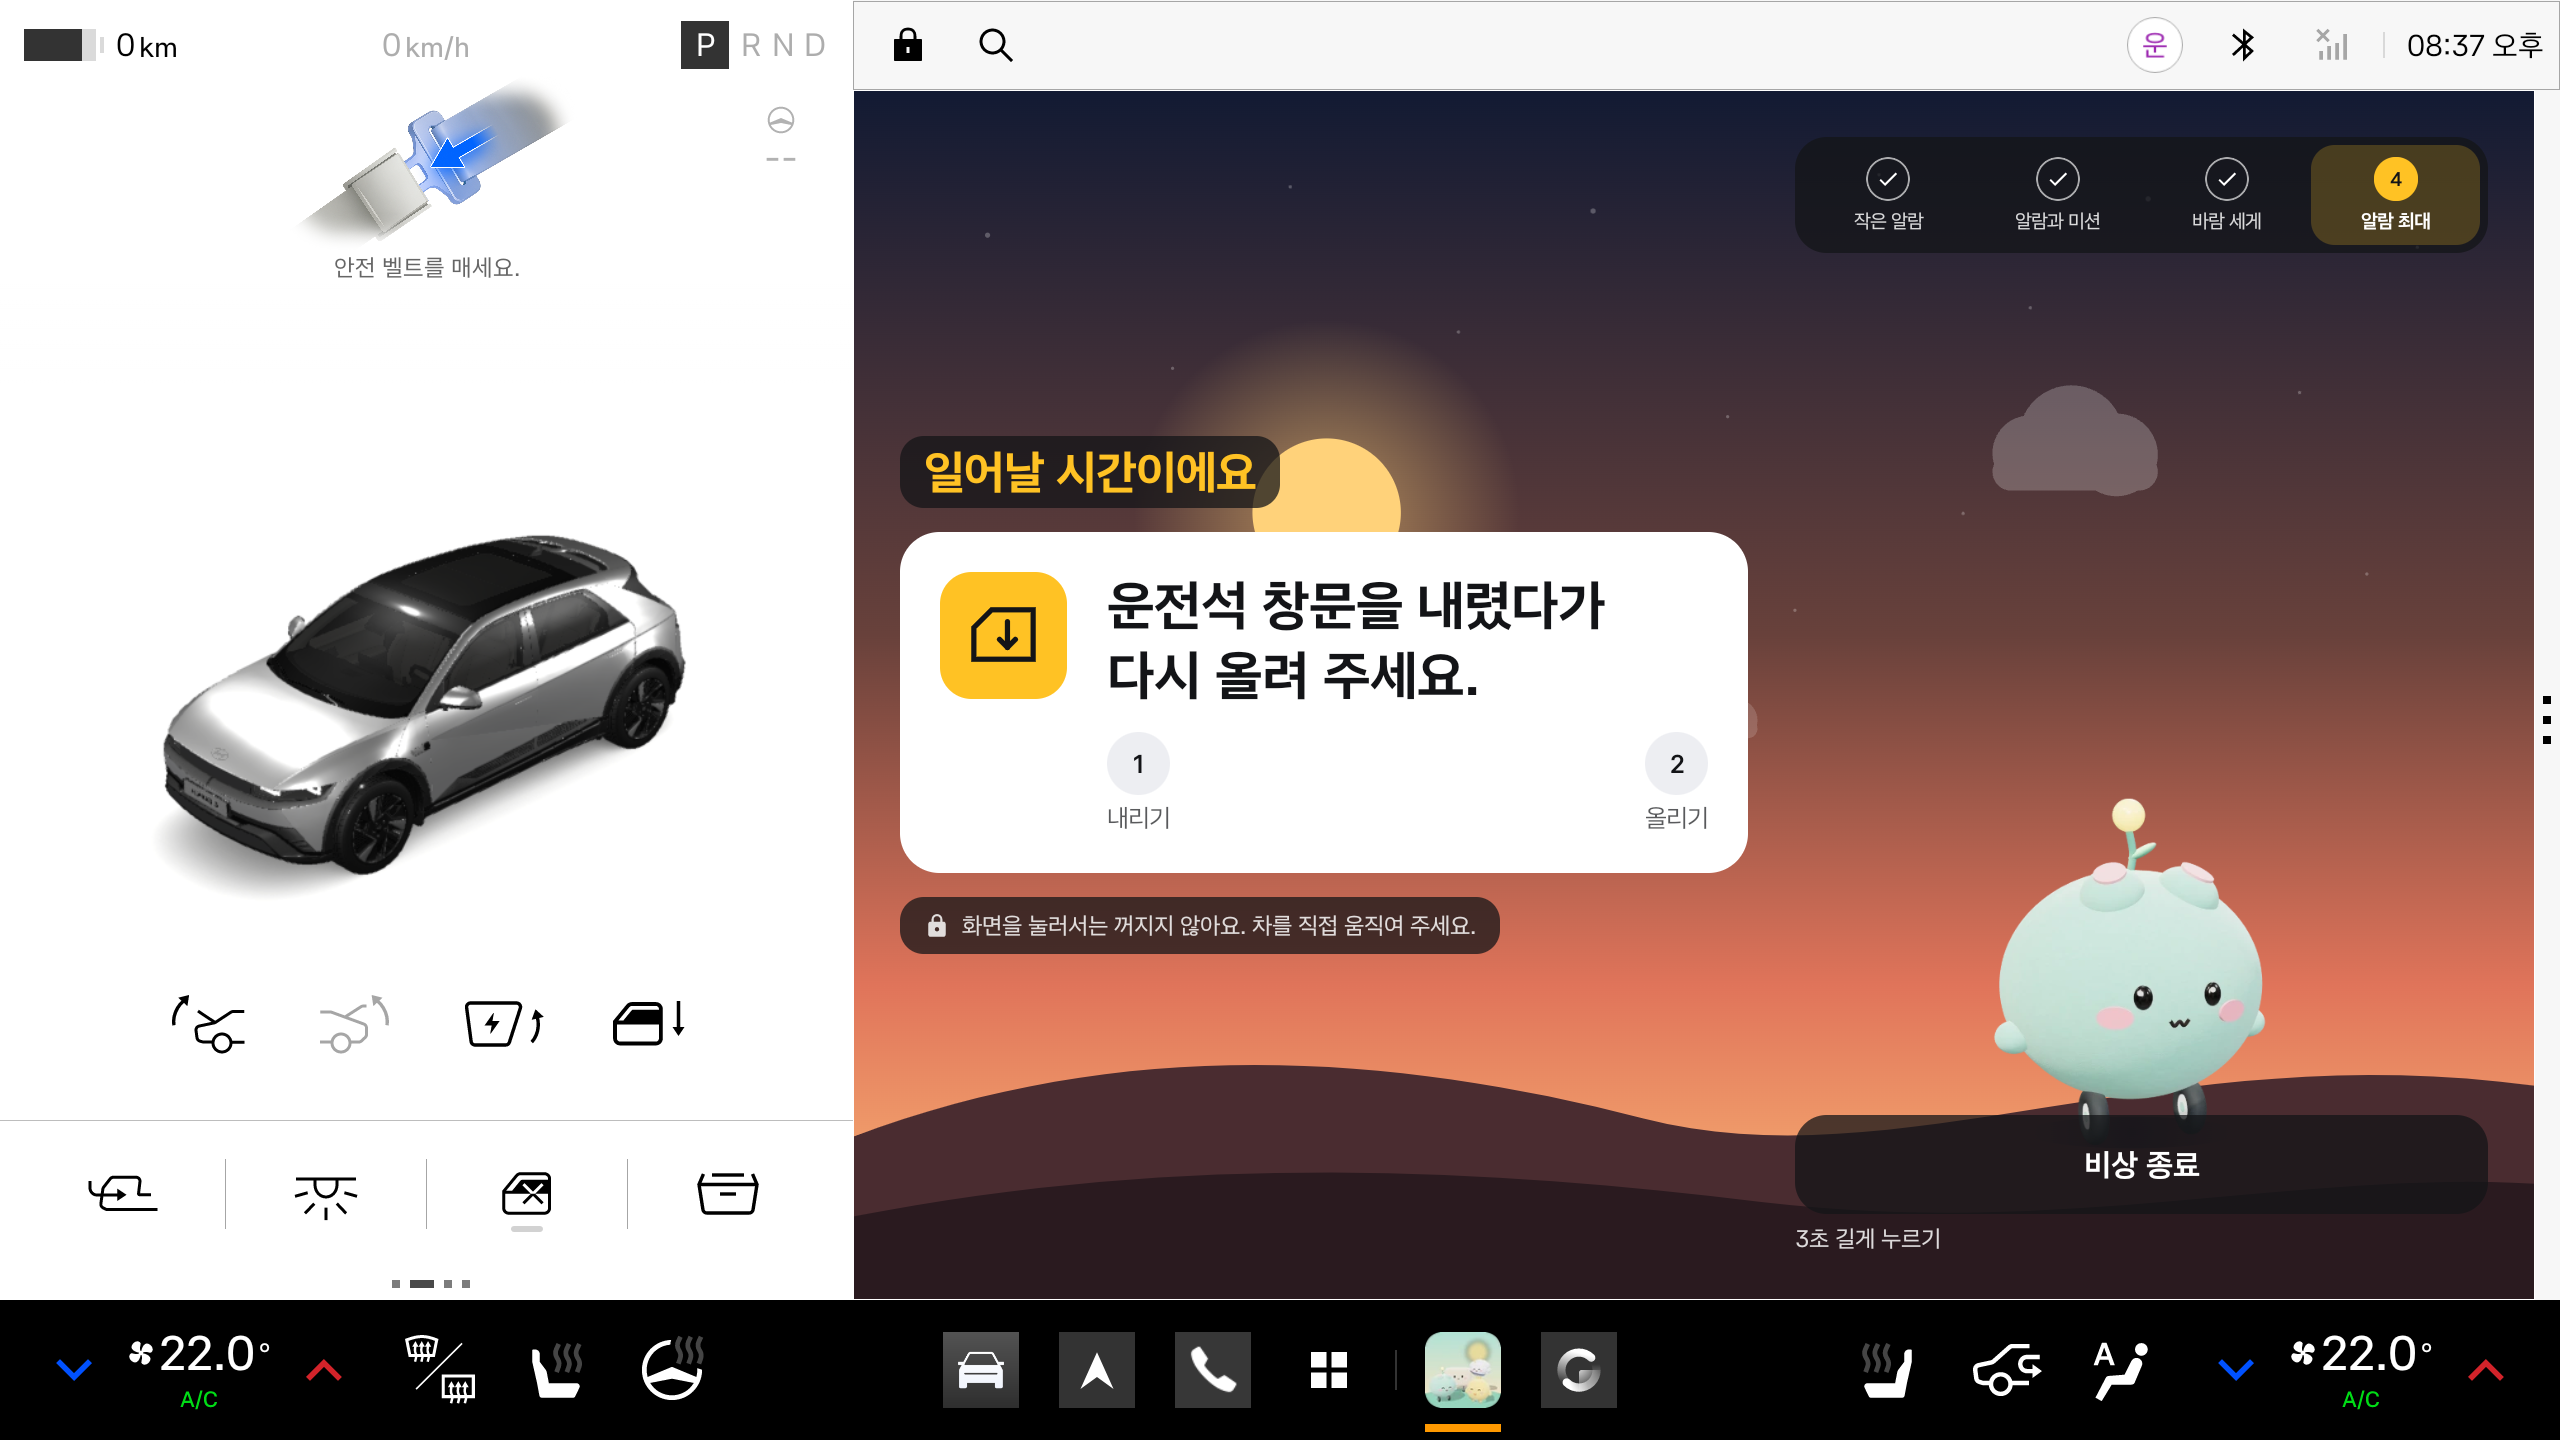 0 km
0 km/h
P R N D
운
08:37 오후
안전 벨트를 매세요.
작은 알람
알람과 미션
바람 세게
4
알람 최대
일어날 시간이에요
운전석 창문을 내렸다가
다시 올려 주세요.
1
내리기
2
올리기
화면을 눌러서는 꺼지지 않아요. 차를 직접 움직여 주세요.
비상 종료
3초 길게 누르기
22.0°
A/C
A
22.0°
A/C